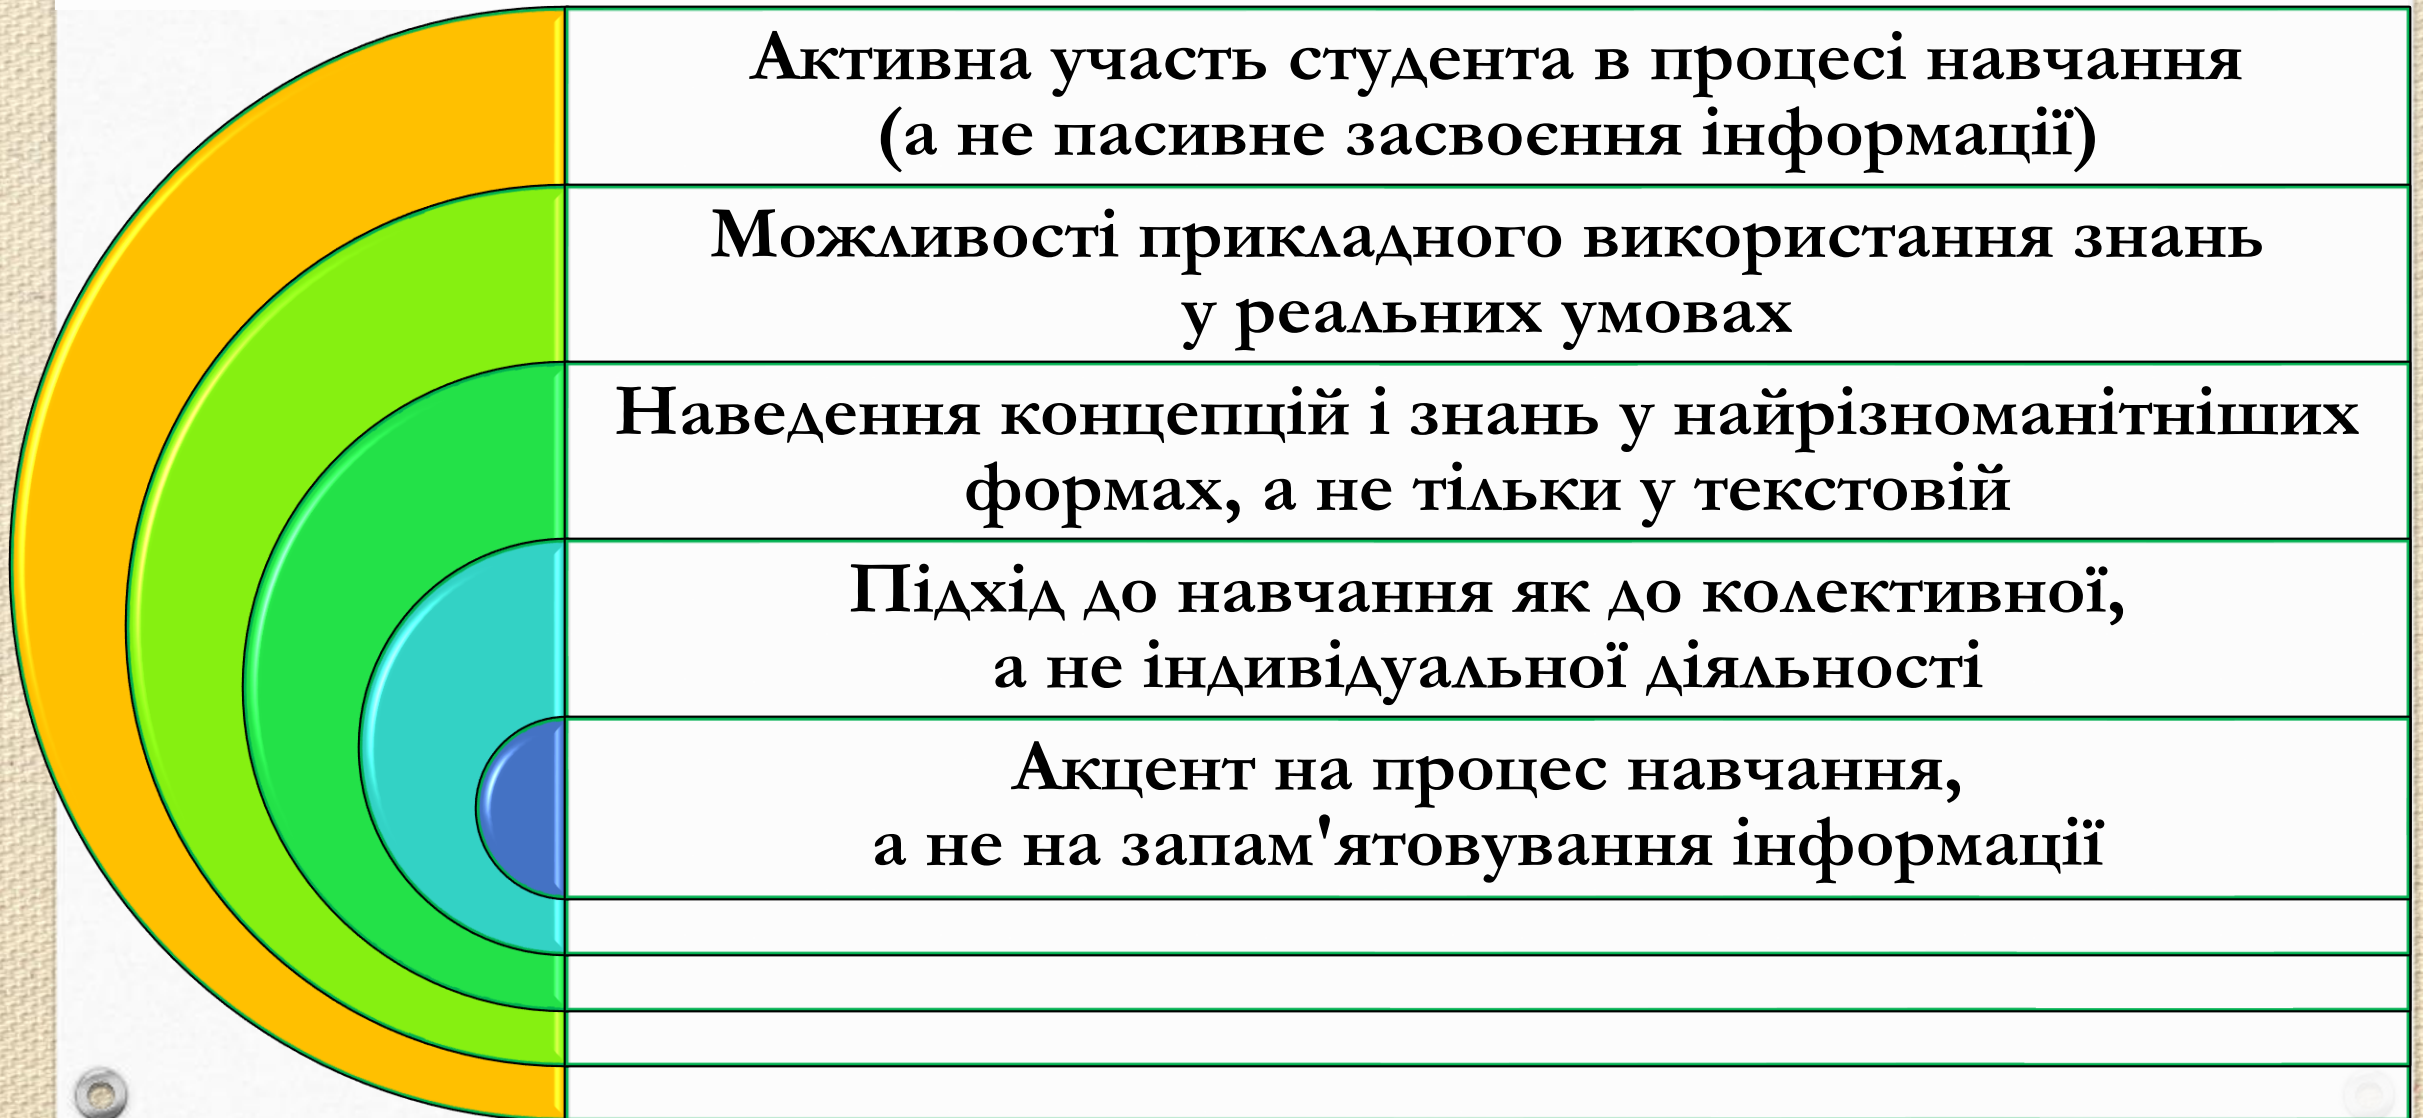 Активна участь студента в процесі навчання
(а не пасивне засвоєння інформації)
Можливості прикладного використання знань
у реальних умовах
Наведення концепцій і знань у найрізноманітніших
формах, а не тільки у текстовій
Підхід до навчання як до колективної,
а не індивідуальної діяльності
Акцент на процес навчання,
а не на запам'ятовування інформації